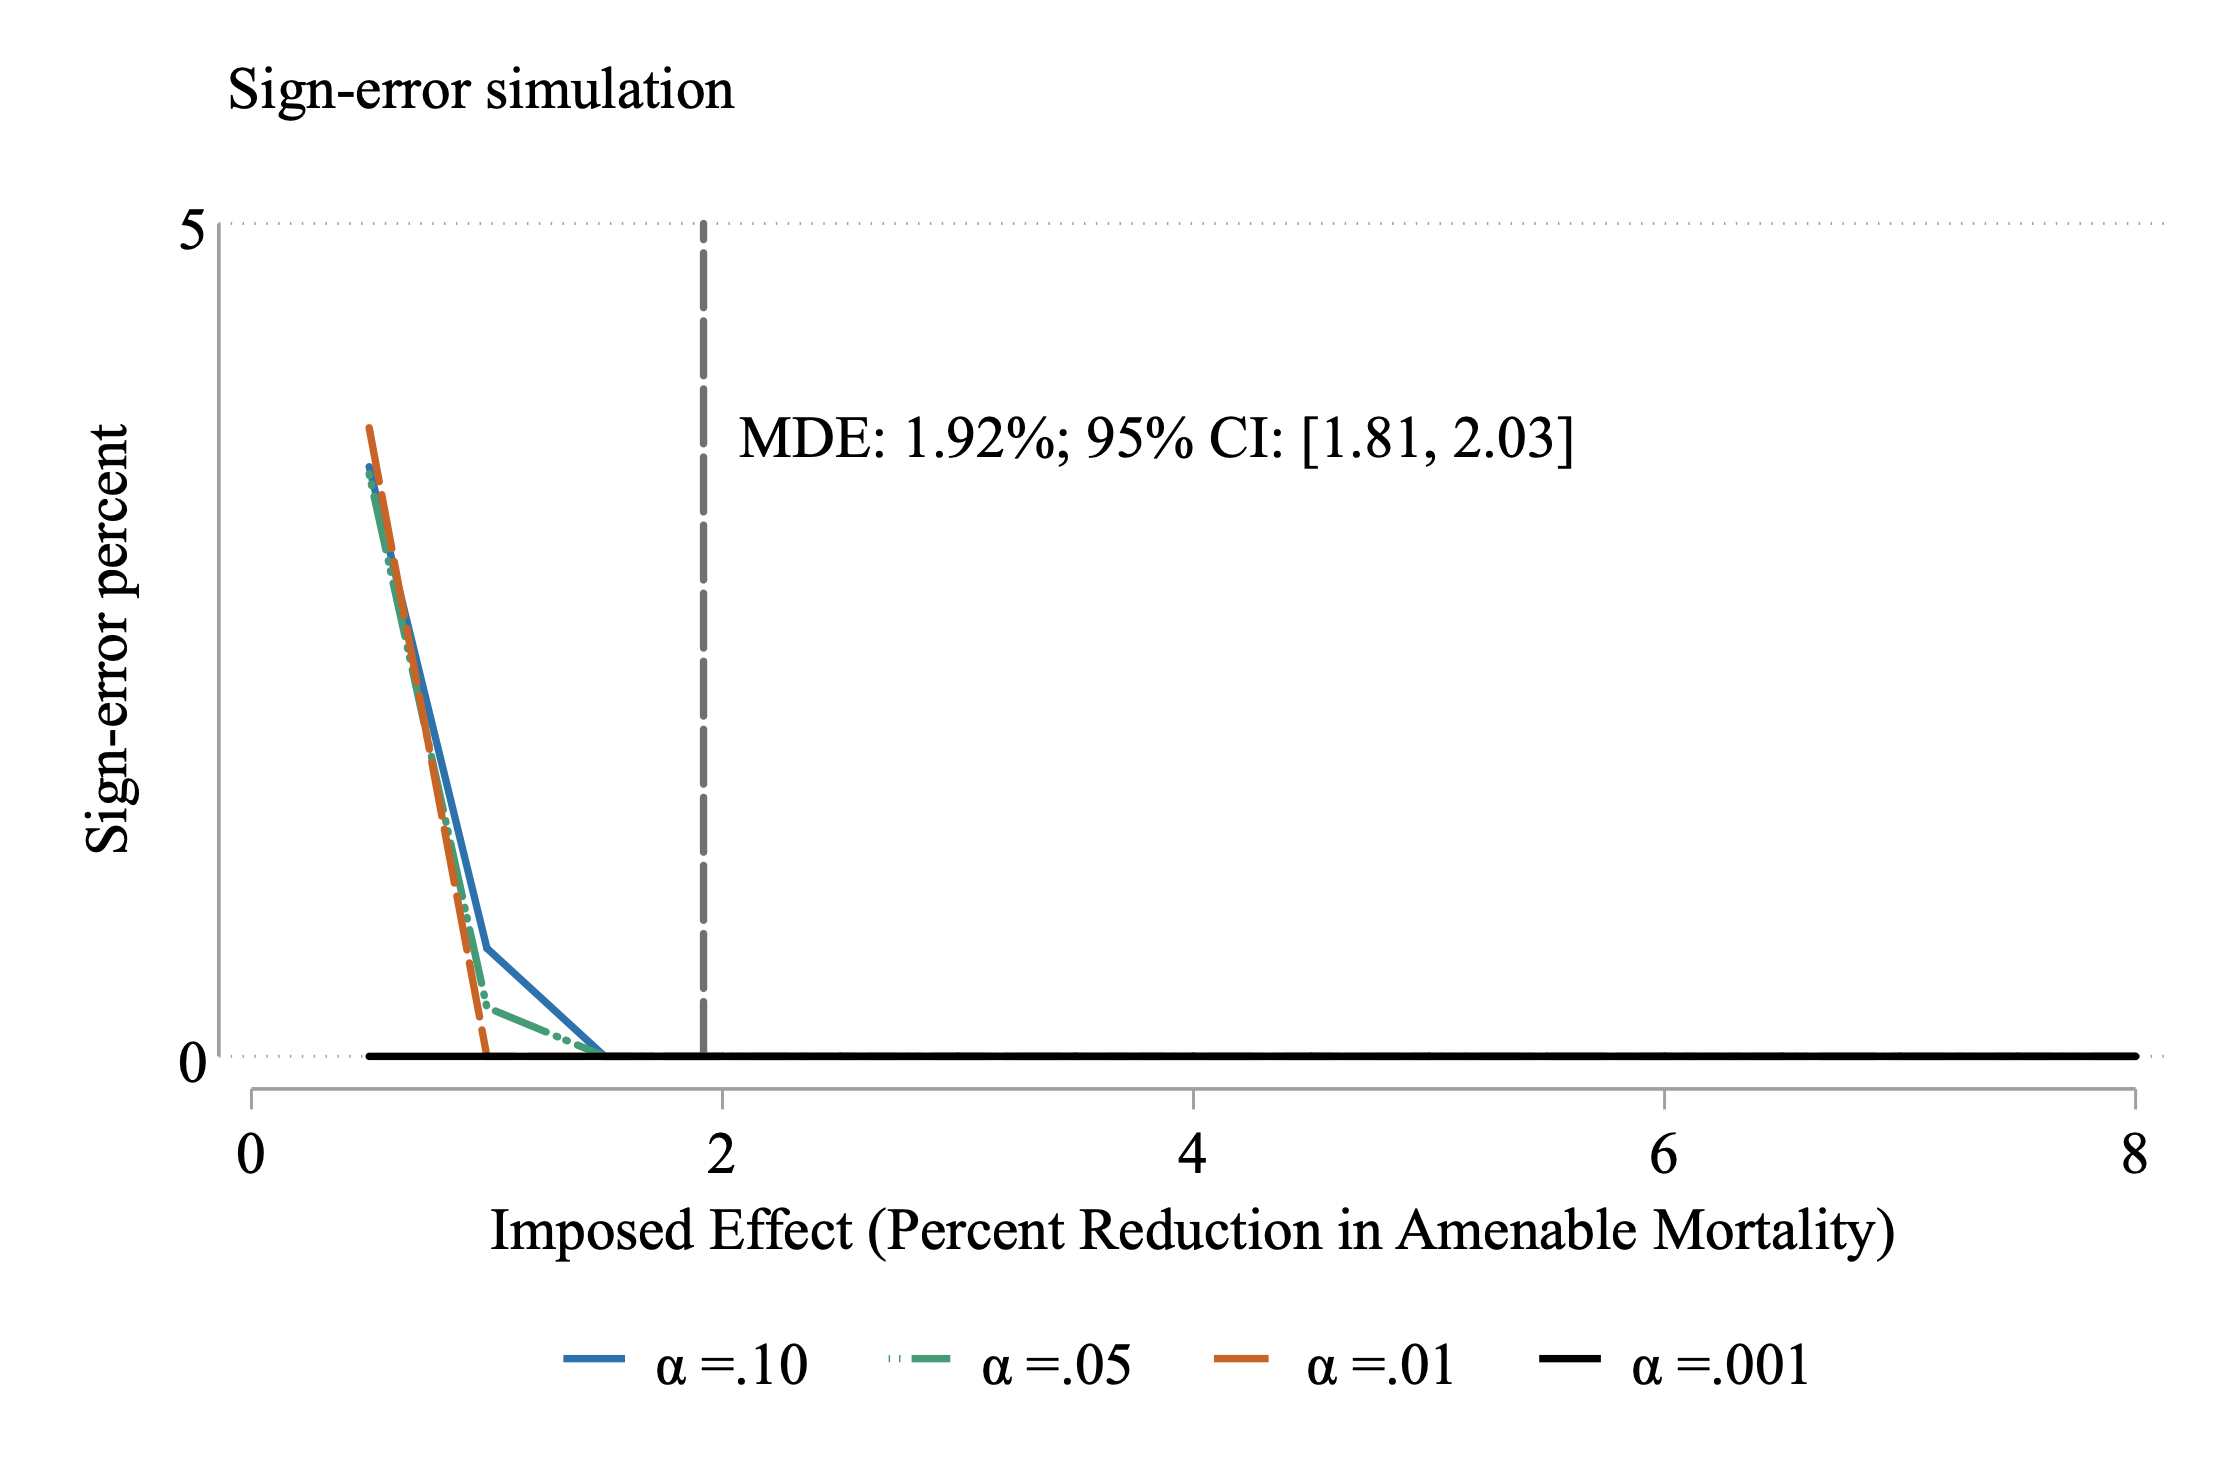 Sign-error simulation
5
MDE: 1.92%; 95% CI: [1.81, 2.03]
Sign-error percent
0
0 2 4 6 8
Imposed Effect (Percent Reduction in Amenable Mortality)
α =.10 α =.05 α =.01 α =.001